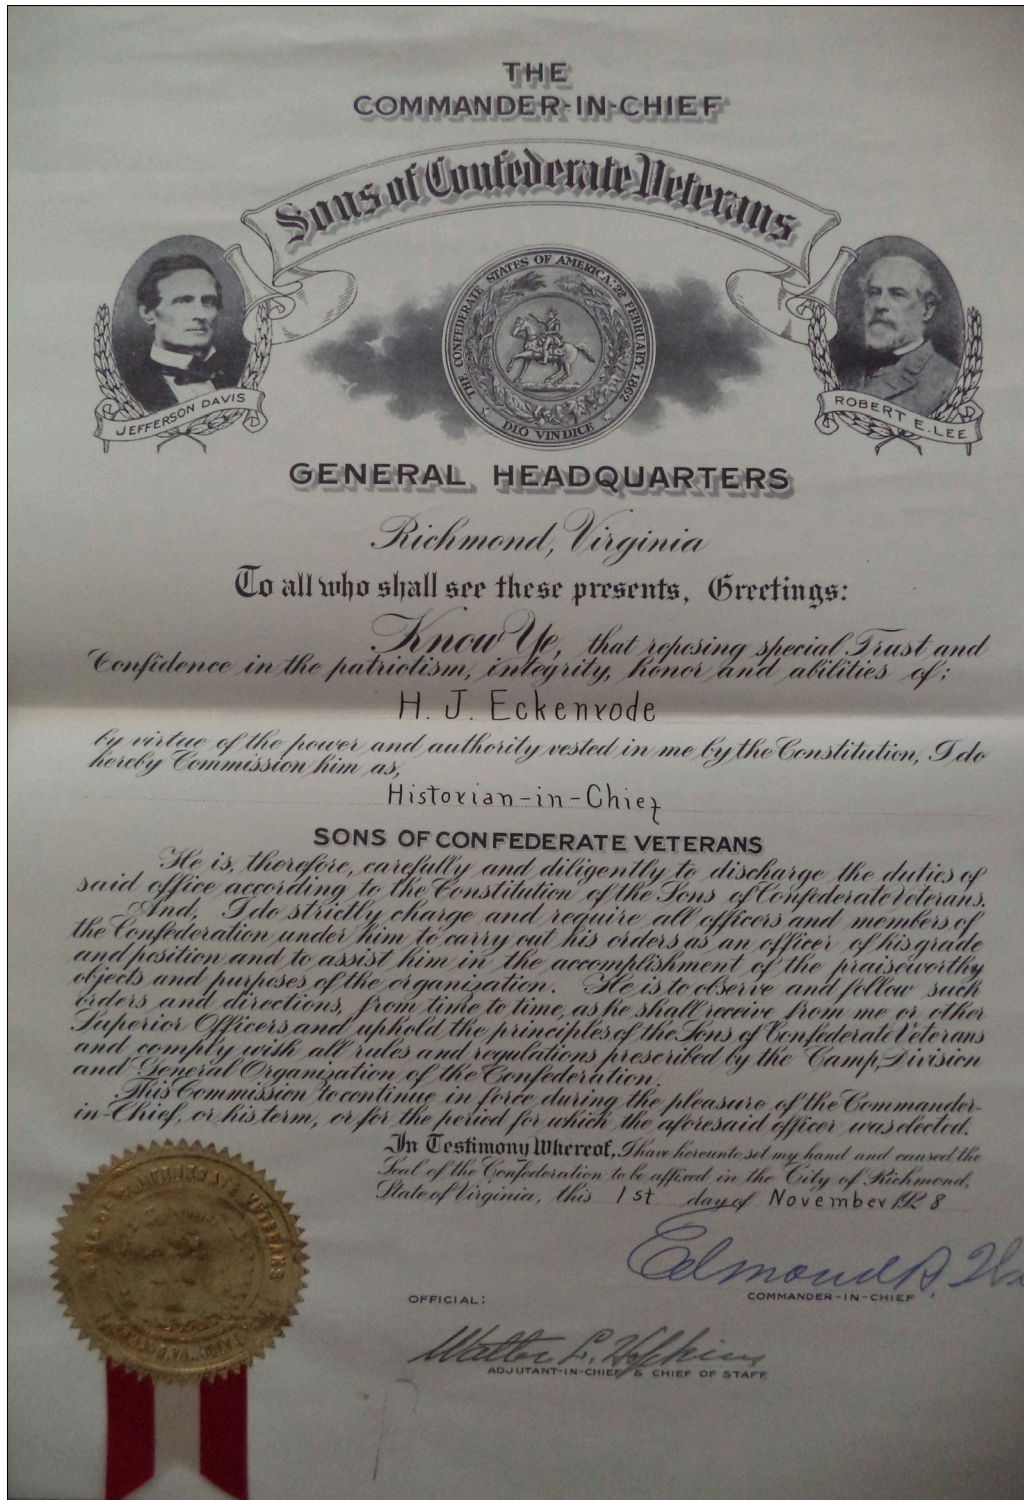 THE
COMMANDER-IN-CHIEF
Sons of Confederate Veterans
THE CONFEDERATE STATES OF AMERICA: 22 FEBRUARY 1862
DIO VINDICE
JEFFERSON DAVIS
ROBERT E. LEE
GENERAL HEADQUARTERS
Richmond, Virginia
To all who shall see these presents, Greetings:
Know Ye, that reposing special Trust and
Confidence in the patriotism, integrity, honor and abilities of;
H. J. Eckenrode
by virtue of the power and authority vested in me by the Constitution, I do
hereby Commission him as,
Historian-in-Chief
SONS OF CONFEDERATE VETERANS
He is, therefore, carefully and diligently to discharge the duties of
said office according to the Constitution of the Sons of Confederate Veterans.
And, I do strictly charge and require all officers and members of
the Confederation under him to carry out his orders as an officer of his grade
and position and to assist him in the accomplishment of the praiseworthy
objects and purposes of the organization. He is to observe and follow such
orders and directions, from time to time, as he shall receive from me or other
Superior Officers and uphold the principles of the Sons of Confederate Veterans
and comply with all rules and regulations prescribed by the Camp, Division
and General Organization of the Confederation.
This Commission to continue in force during the pleasure of the Commander-
in-Chief, or his term, or for the period for which the aforesaid officer was elected.
In Testimony Whereof, I have hereunto set my hand and caused the
Seal of the Confederation to be affixed in the City of Richmond,
State of Virginia, this 1st day of November 1928
Edmond
COMMANDER-IN-CHIEF
OFFICIAL:
Walter L. Hopkins
ADJUTANT-IN-CHIEF & CHIEF OF STAFF
CONFEDERATE VETERANS